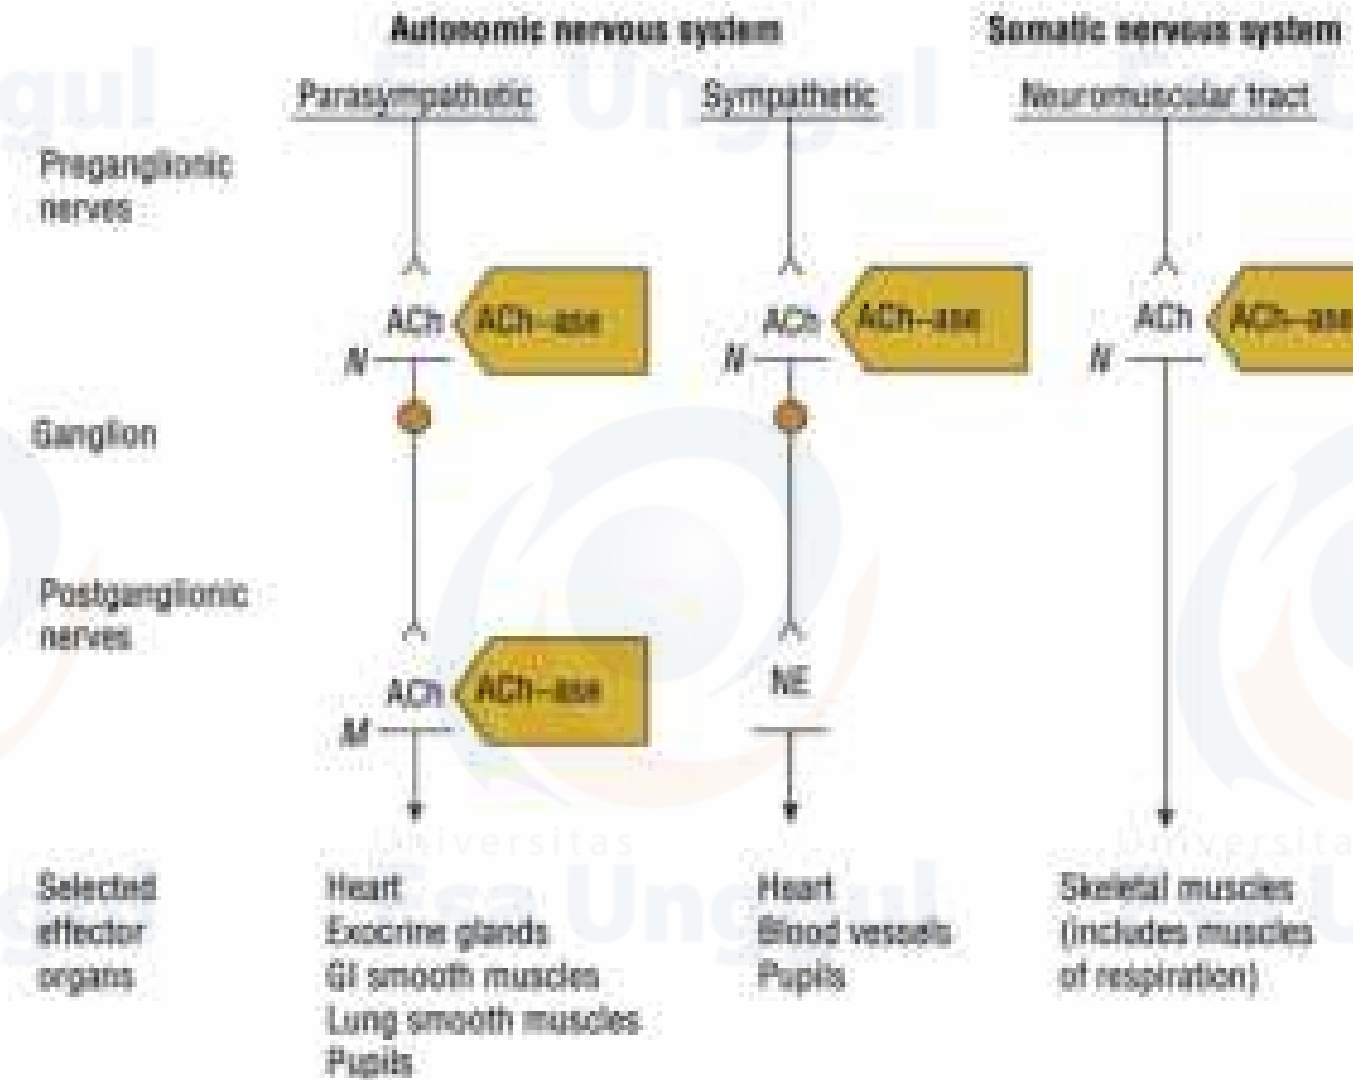 Autonomic nervous system
Somatic nervous system
Parasympathetic
Sympathetic
Neuromuscular tract
Preganglionic
nerves
ACh
ACh-ase
N
ACh
ACh-ase
N
ACh
ACh-ase
N
Ganglion
Postganglionic
nerves
ACh
ACh-ase
M
NE
Selected
effector
organs
Heart
Exocrine glands
GI smooth muscles
Lung smooth muscles
Pupils
Heart
Blood vessels
Pupils
Skeletal muscles
(includes muscles
of respiration)
Universitas
Esa Unggul